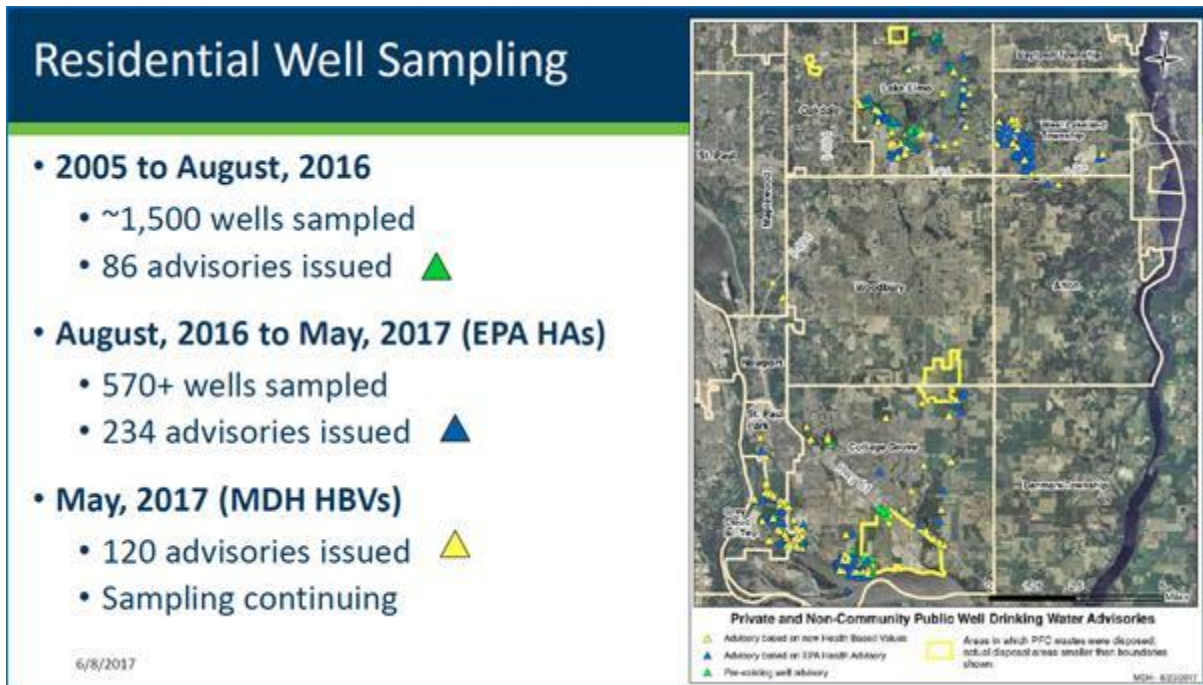 Residential Well Sampling
• 2005 to August, 2016
• ~1,500 wells sampled
• 86 advisories issued
• August, 2016 to May, 2017 (EPA HAs)
• 570+ wells sampled
• 234 advisories issued
• May, 2017 (MDH HBVs)
• 120 advisories issued
• Sampling continuing
6/8/2017
Lake Elmo
Oakdale
St. Paul
Maplewood
Woodbury
Afton
Newport
St. Paul
Park
Cottage Grove
Denmark Township
Miles
Private and Non-Community Public Well Drinking Water Advisories
Advisory based on new Health Based Values
Advisory based on EPA Health Advisory
Pre-existing well advisory
Areas in which PFC wastes were disposed;
actual disposal areas smaller than boundaries
shown.